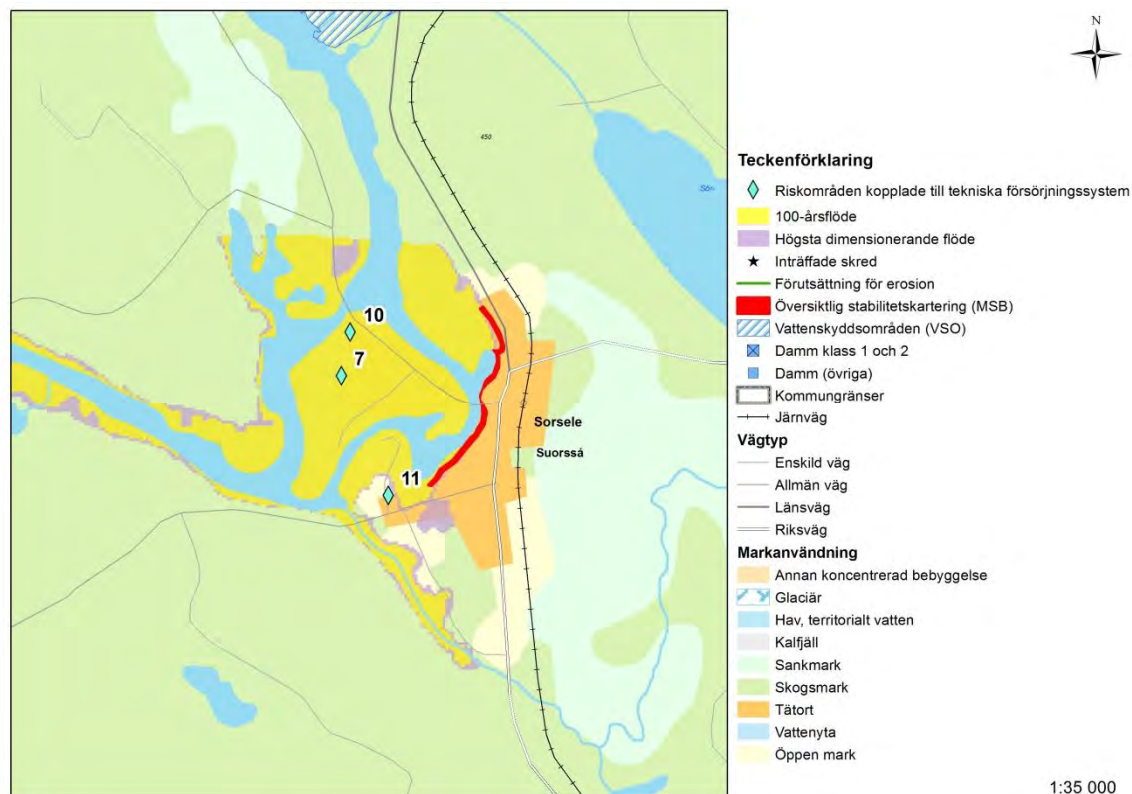 N
450
Sör-
10
7
Sorsele
Suorssá
11
Teckenförklaring
Riskområden kopplade till tekniska försörjningssystem
100-årsflöde
Högsta dimensionerande flöde
Inträffade skred
Förutsättning för erosion
Översiktlig stabilitetskartering (MSB)
Vattenskyddsområden (VSO)
Damm klass 1 och 2
Damm (övriga)
Kommungränser
Järnväg
Vägtyp
Enskild väg
Allmän väg
Länsväg
Riksväg
Markanvändning
Annan koncentrerad bebyggelse
Glaciär
Hav, territorialt vatten
Kalfjäll
Sankmark
Skogsmark
Tätort
Vattenyta
Öppen mark
1:35 000